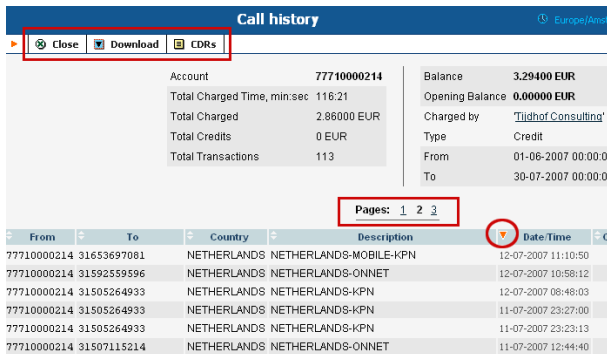 Call history
Europe/Amst
Close Download CDRs
Account 77710000214 Balance 3.29400 EUR
Total Charged Time, min:sec 116:21 Opening Balance 0.00000 EUR
Total Charged 2.86000 EUR Charged by 'Tijdhof Consulting'
Total Credits 0 EUR Type Credit
Total Transactions 113 From 01-06-2007 00:00:0
To 30-07-2007 00:00:0
Pages: 1 2 3
From To Country Description Date/Time
77710000214 31653697081 NETHERLANDS NETHERLANDS-MOBILE-KPN 12-07-2007 11:10:50
77710000214 31592559596 NETHERLANDS NETHERLANDS-ONNET 12-07-2007 10:58:12
77710000214 31505264933 NETHERLANDS NETHERLANDS-KPN 12-07-2007 08:48:03
77710000214 31505264933 NETHERLANDS NETHERLANDS-KPN 11-07-2007 23:27:00
77710000214 31505264933 NETHERLANDS NETHERLANDS-KPN 11-07-2007 23:23:13
77710000214 31507115214 NETHERLANDS NETHERLANDS-ONNET 11-07-2007 12:44:40